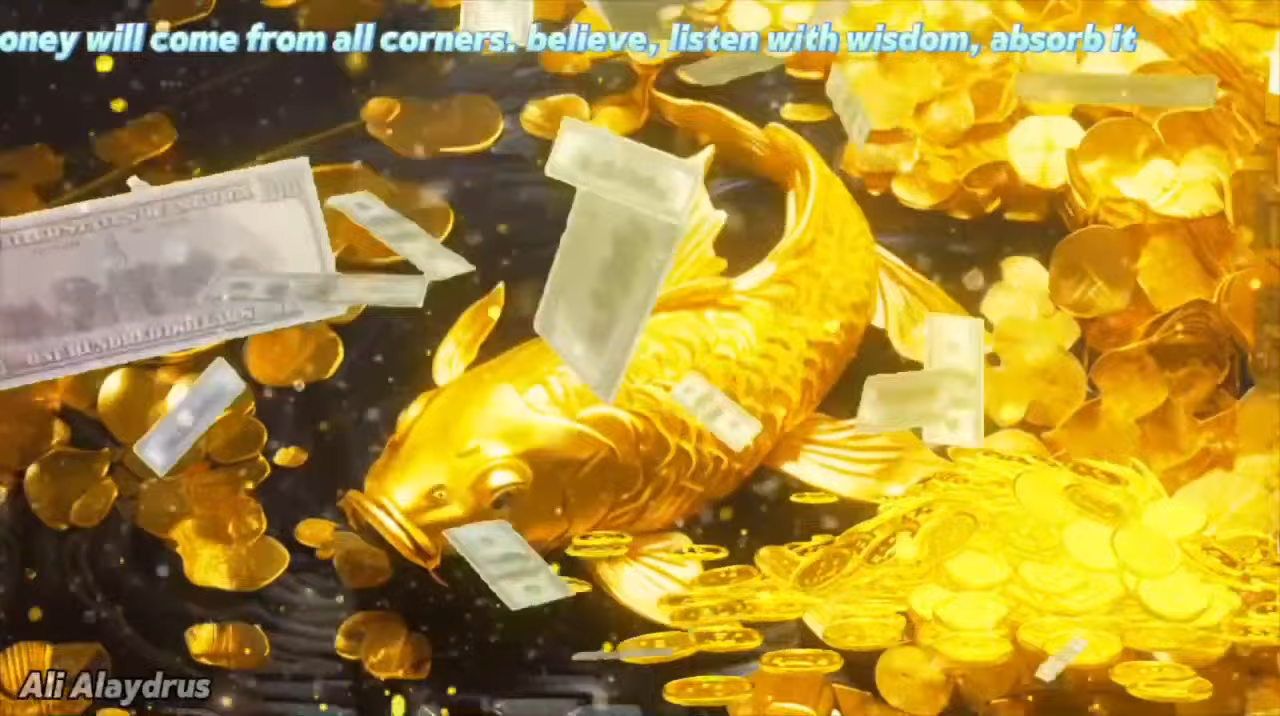 oney will come from all corners. believe, listen with wisdom, absorb it
Ali Alaydrus